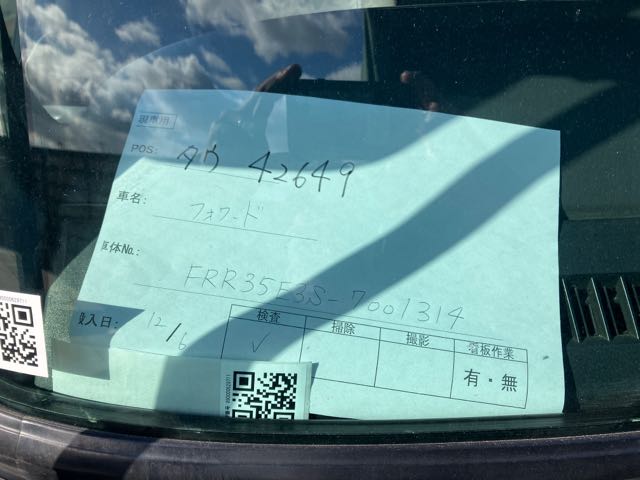 現車用
POS: タウ 42649
車名: フォワード
車体No.: FRR35E3S-7001314
搬入日: 12/6
検査 掃除 撮影 看板作業
✓ 有・無